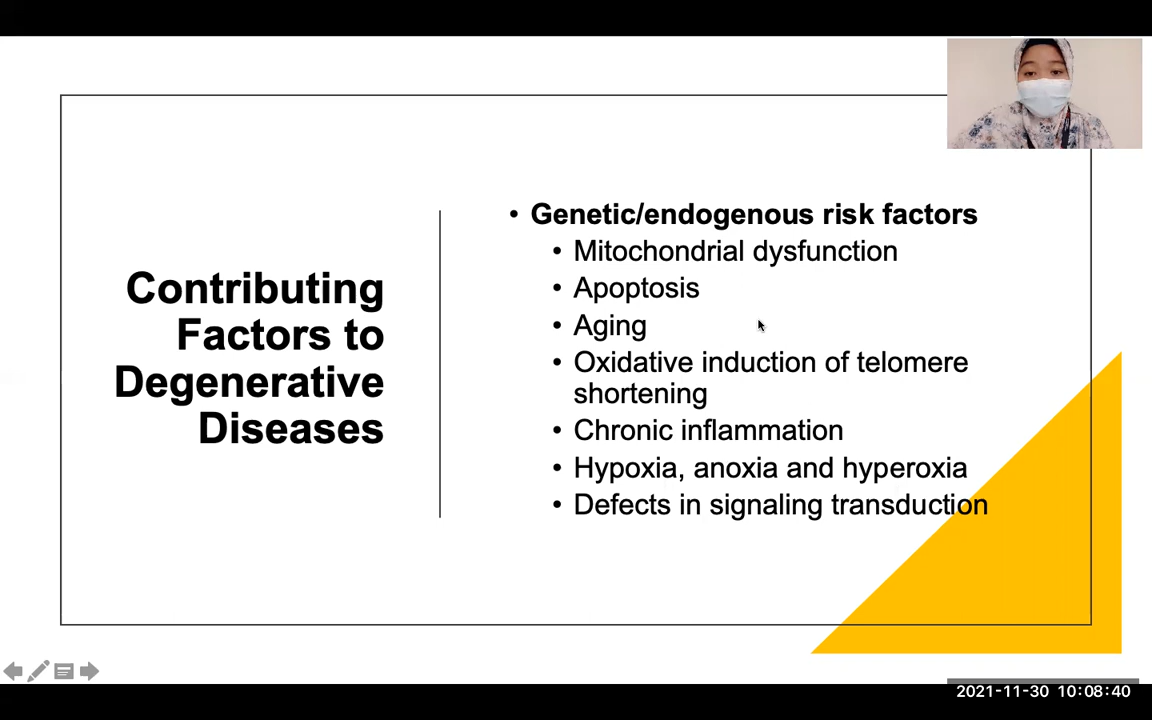 Contributing
Factors to
Degenerative
Diseases
• Genetic/endogenous risk factors
• Mitochondrial dysfunction
• Apoptosis
• Aging
• Oxidative induction of telomere
shortening
• Chronic inflammation
• Hypoxia, anoxia and hyperoxia
• Defects in signaling transduction
2021-11-30 10:08:40